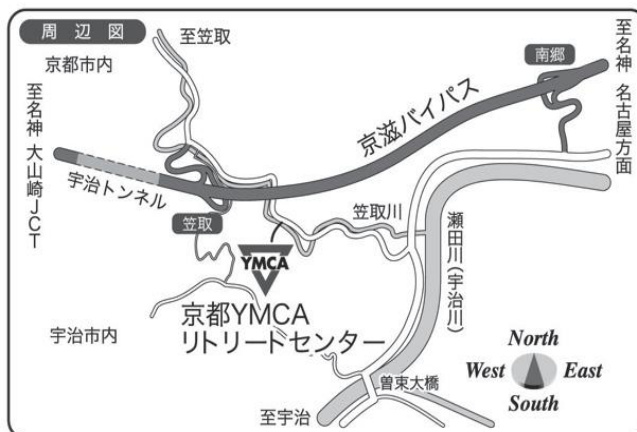 周辺図
至笠取
京都市内
南郷
至名神 名古屋方面
至名神 大山崎JCT
京滋バイパス
宇治トンネル
笠取
笠取川
瀬田川(宇治川)
YMCA
京都YMCA
リトリートセンター
宇治市内
North
West East
South
曽束大橋
至宇治